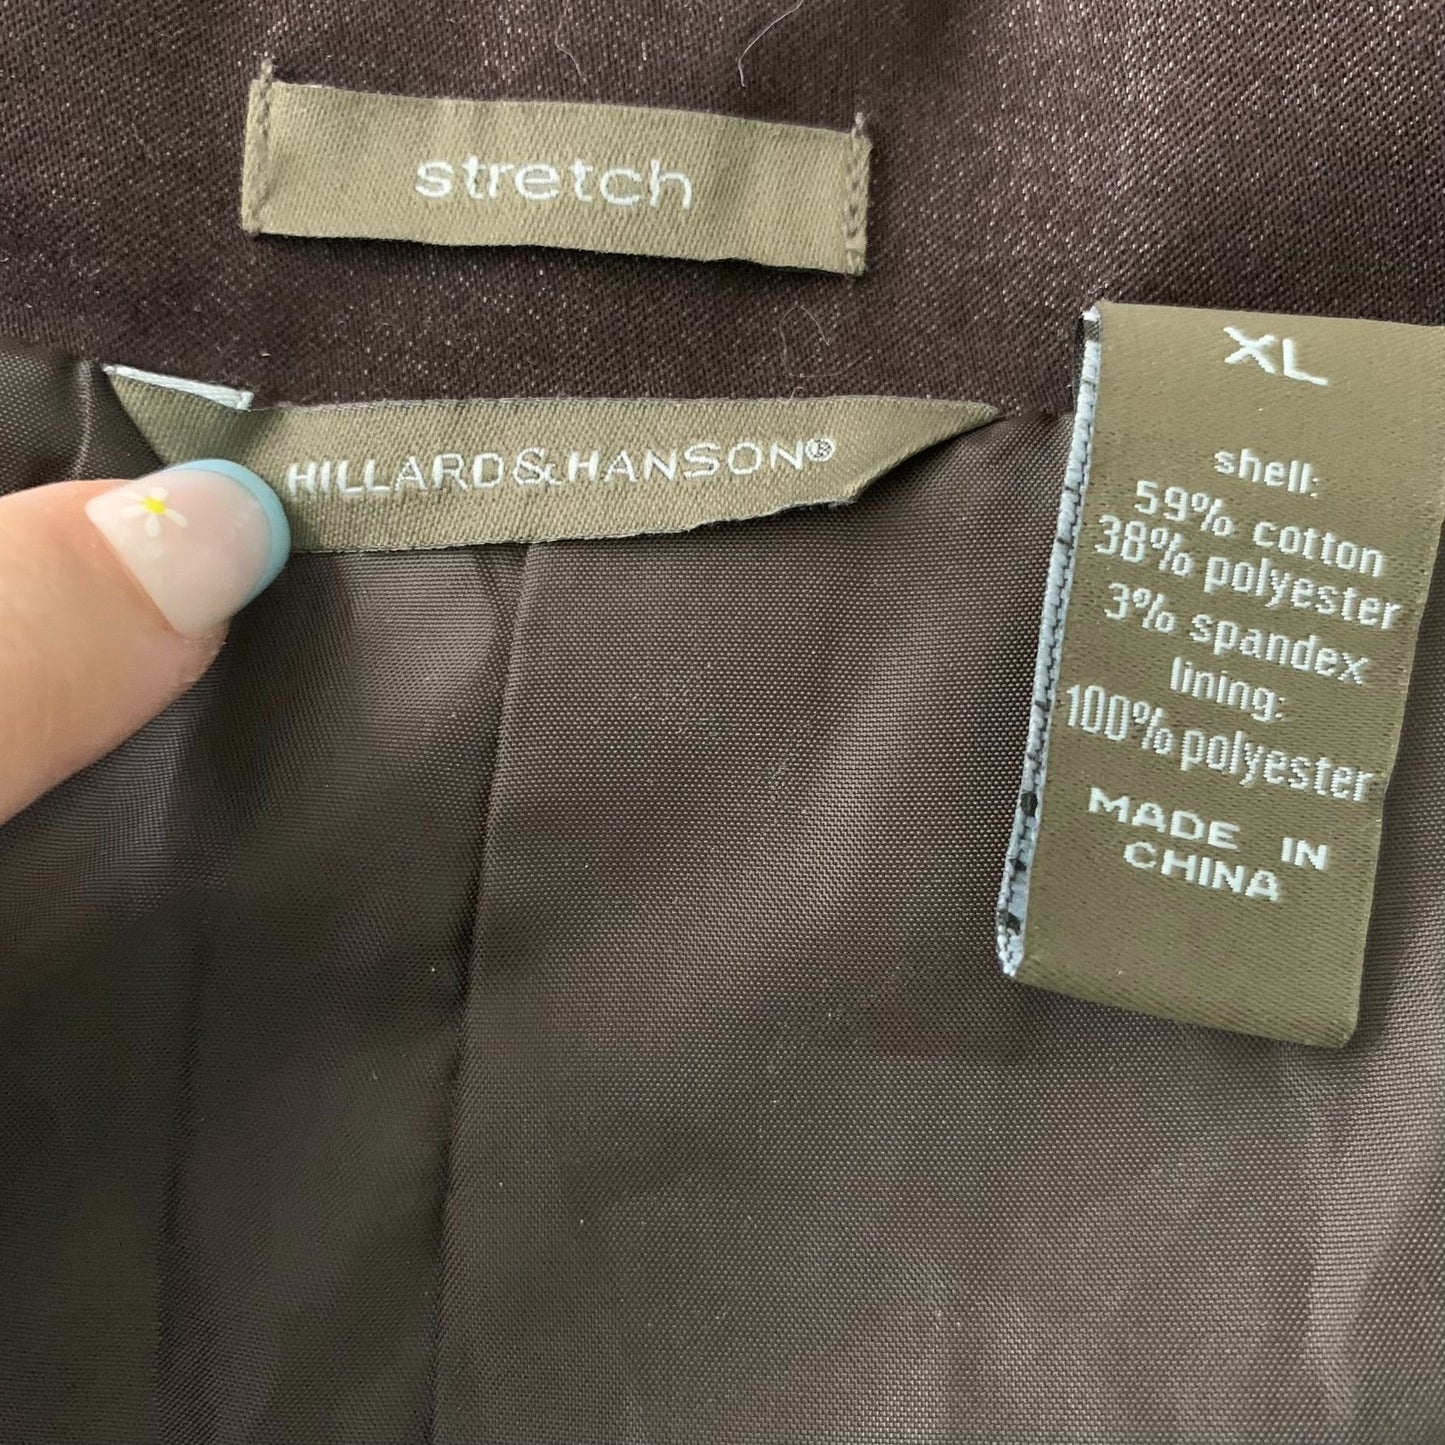 stretch
HILLARD&HANSON®
XL
shell:
59% cotton
38% polyester
3% spandex
lining:
100% polyester
MADE IN
CHINA